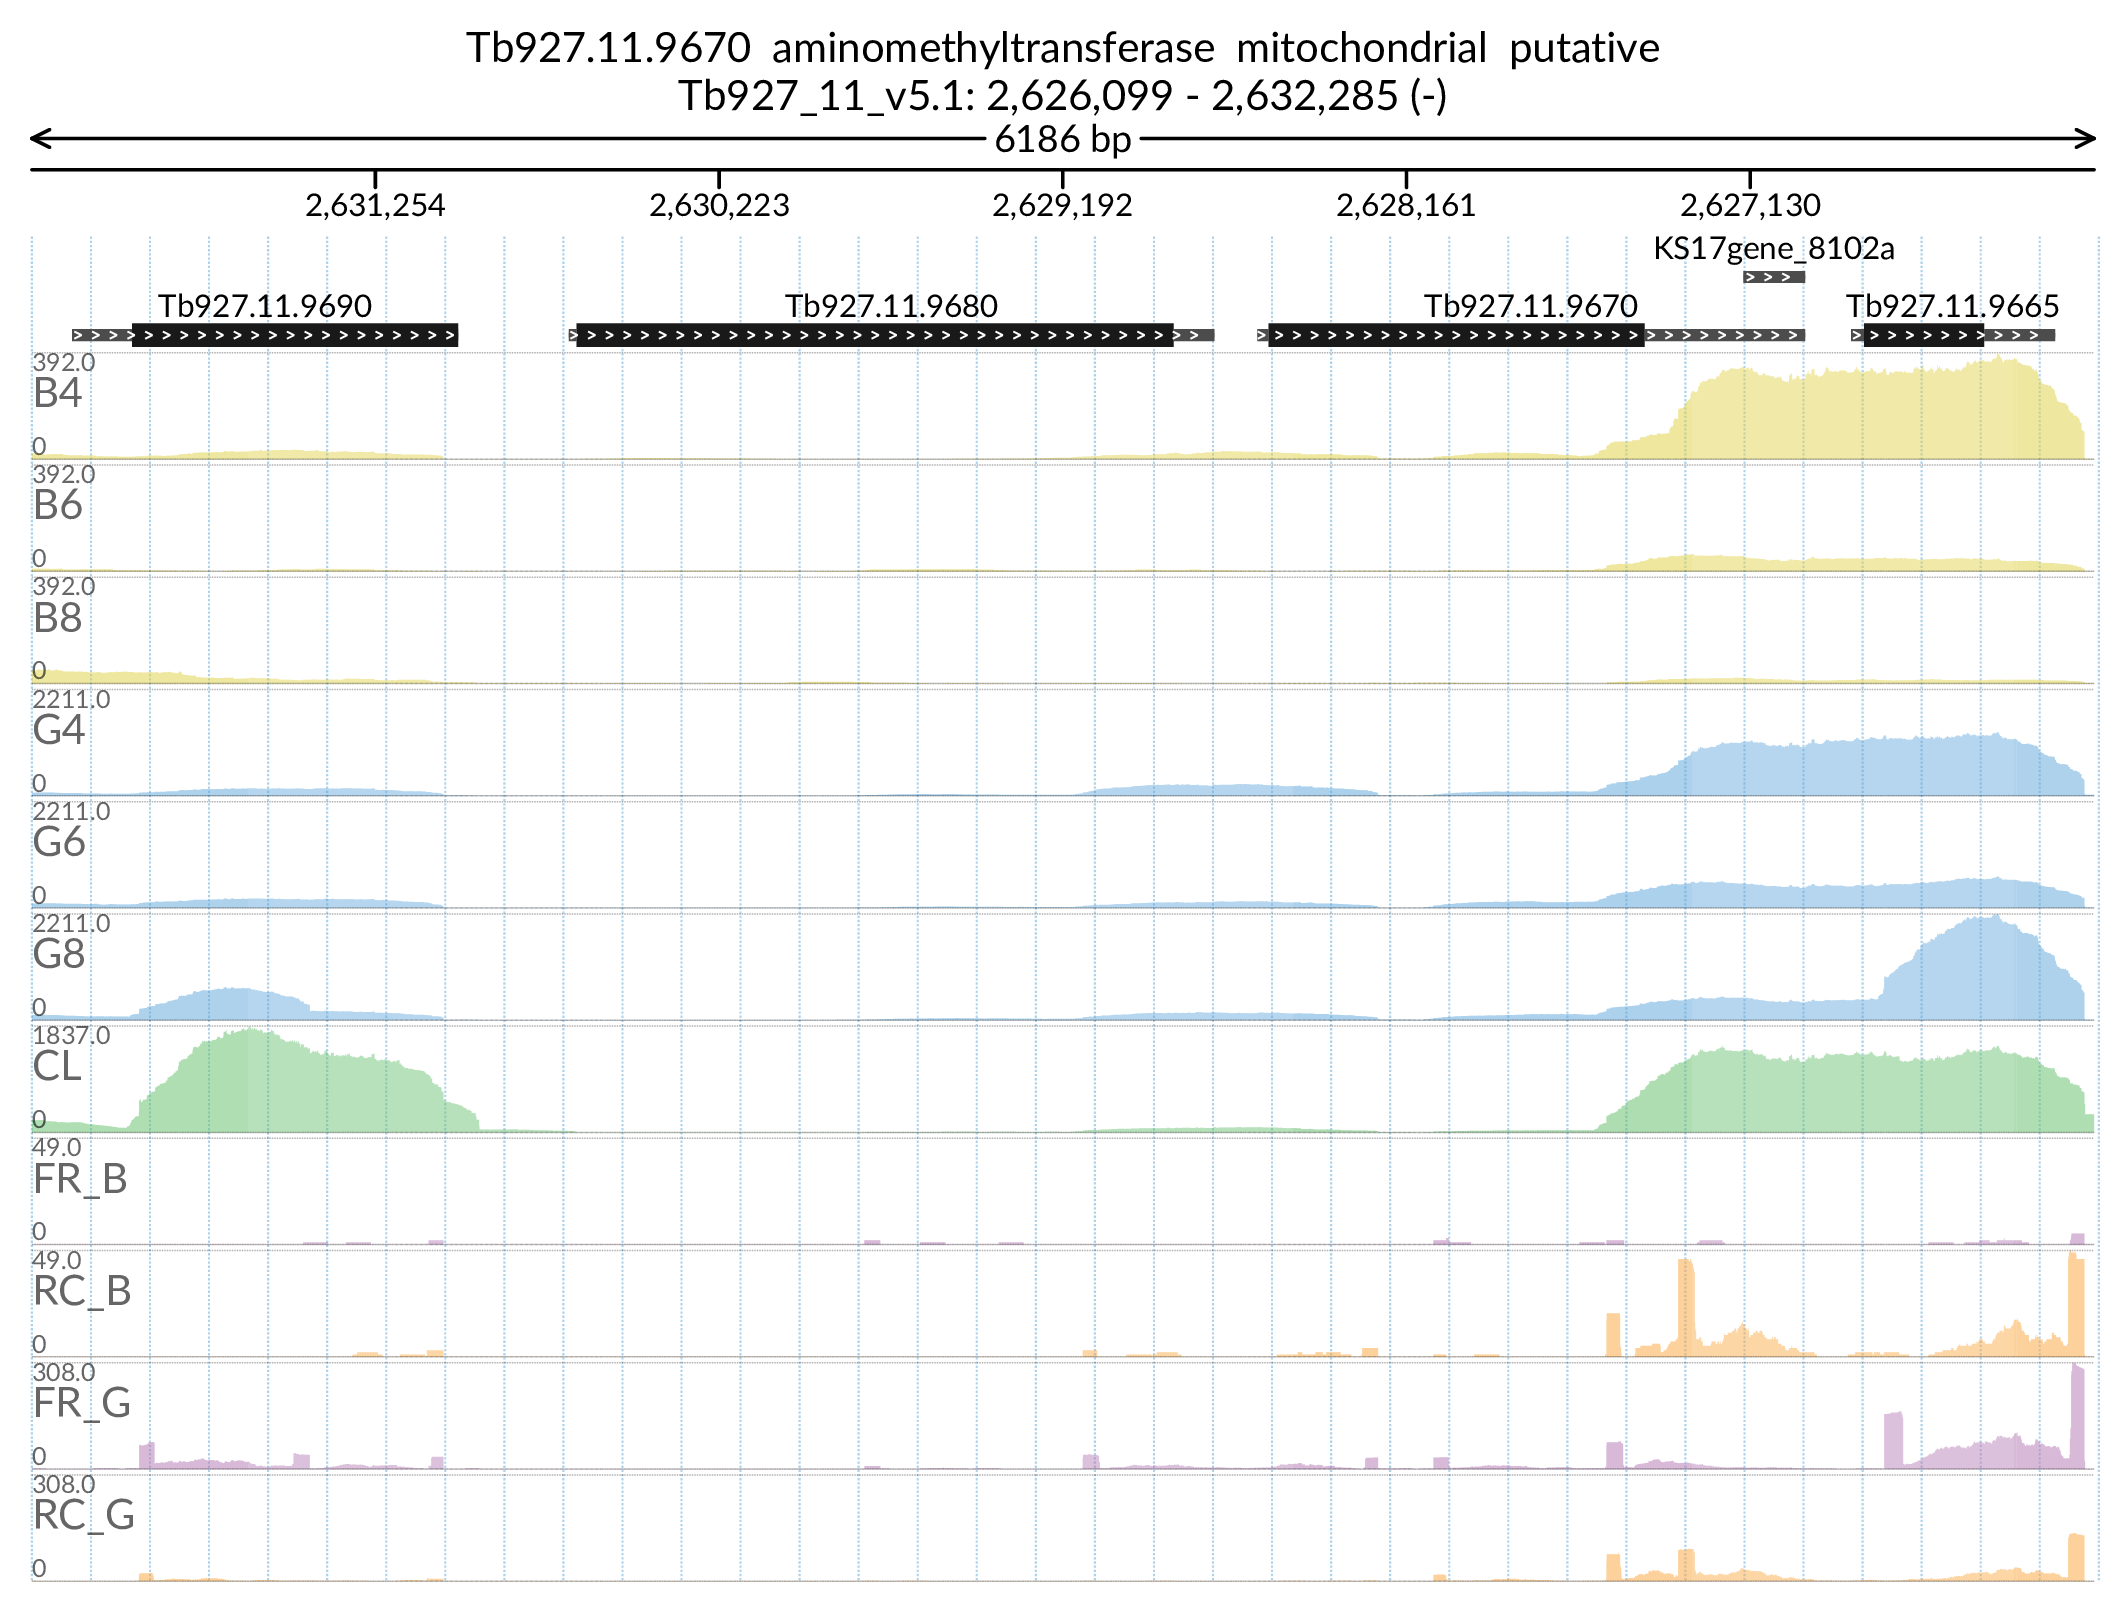 Tb927.11.9670 aminomethyltransferase mitochondrial putative
Tb927_11_v5.1: 2,626,099 - 2,632,285 (-)
6186 bp
2,631,254 2,630,223 2,629,192 2,628,161 2,627,130
KS17gene_8102a
Tb927.11.9690 Tb927.11.9680 Tb927.11.9670 Tb927.11.9665
392.0
B4
0
392.0
B6
0
392.0
B8
0
2211.0
G4
0
2211.0
G6
0
2211.0
G8
0
1837.0
CL
0
49.0
FR_B
0
49.0
RC_B
0
308.0
FR_G
0
308.0
RC_G
0